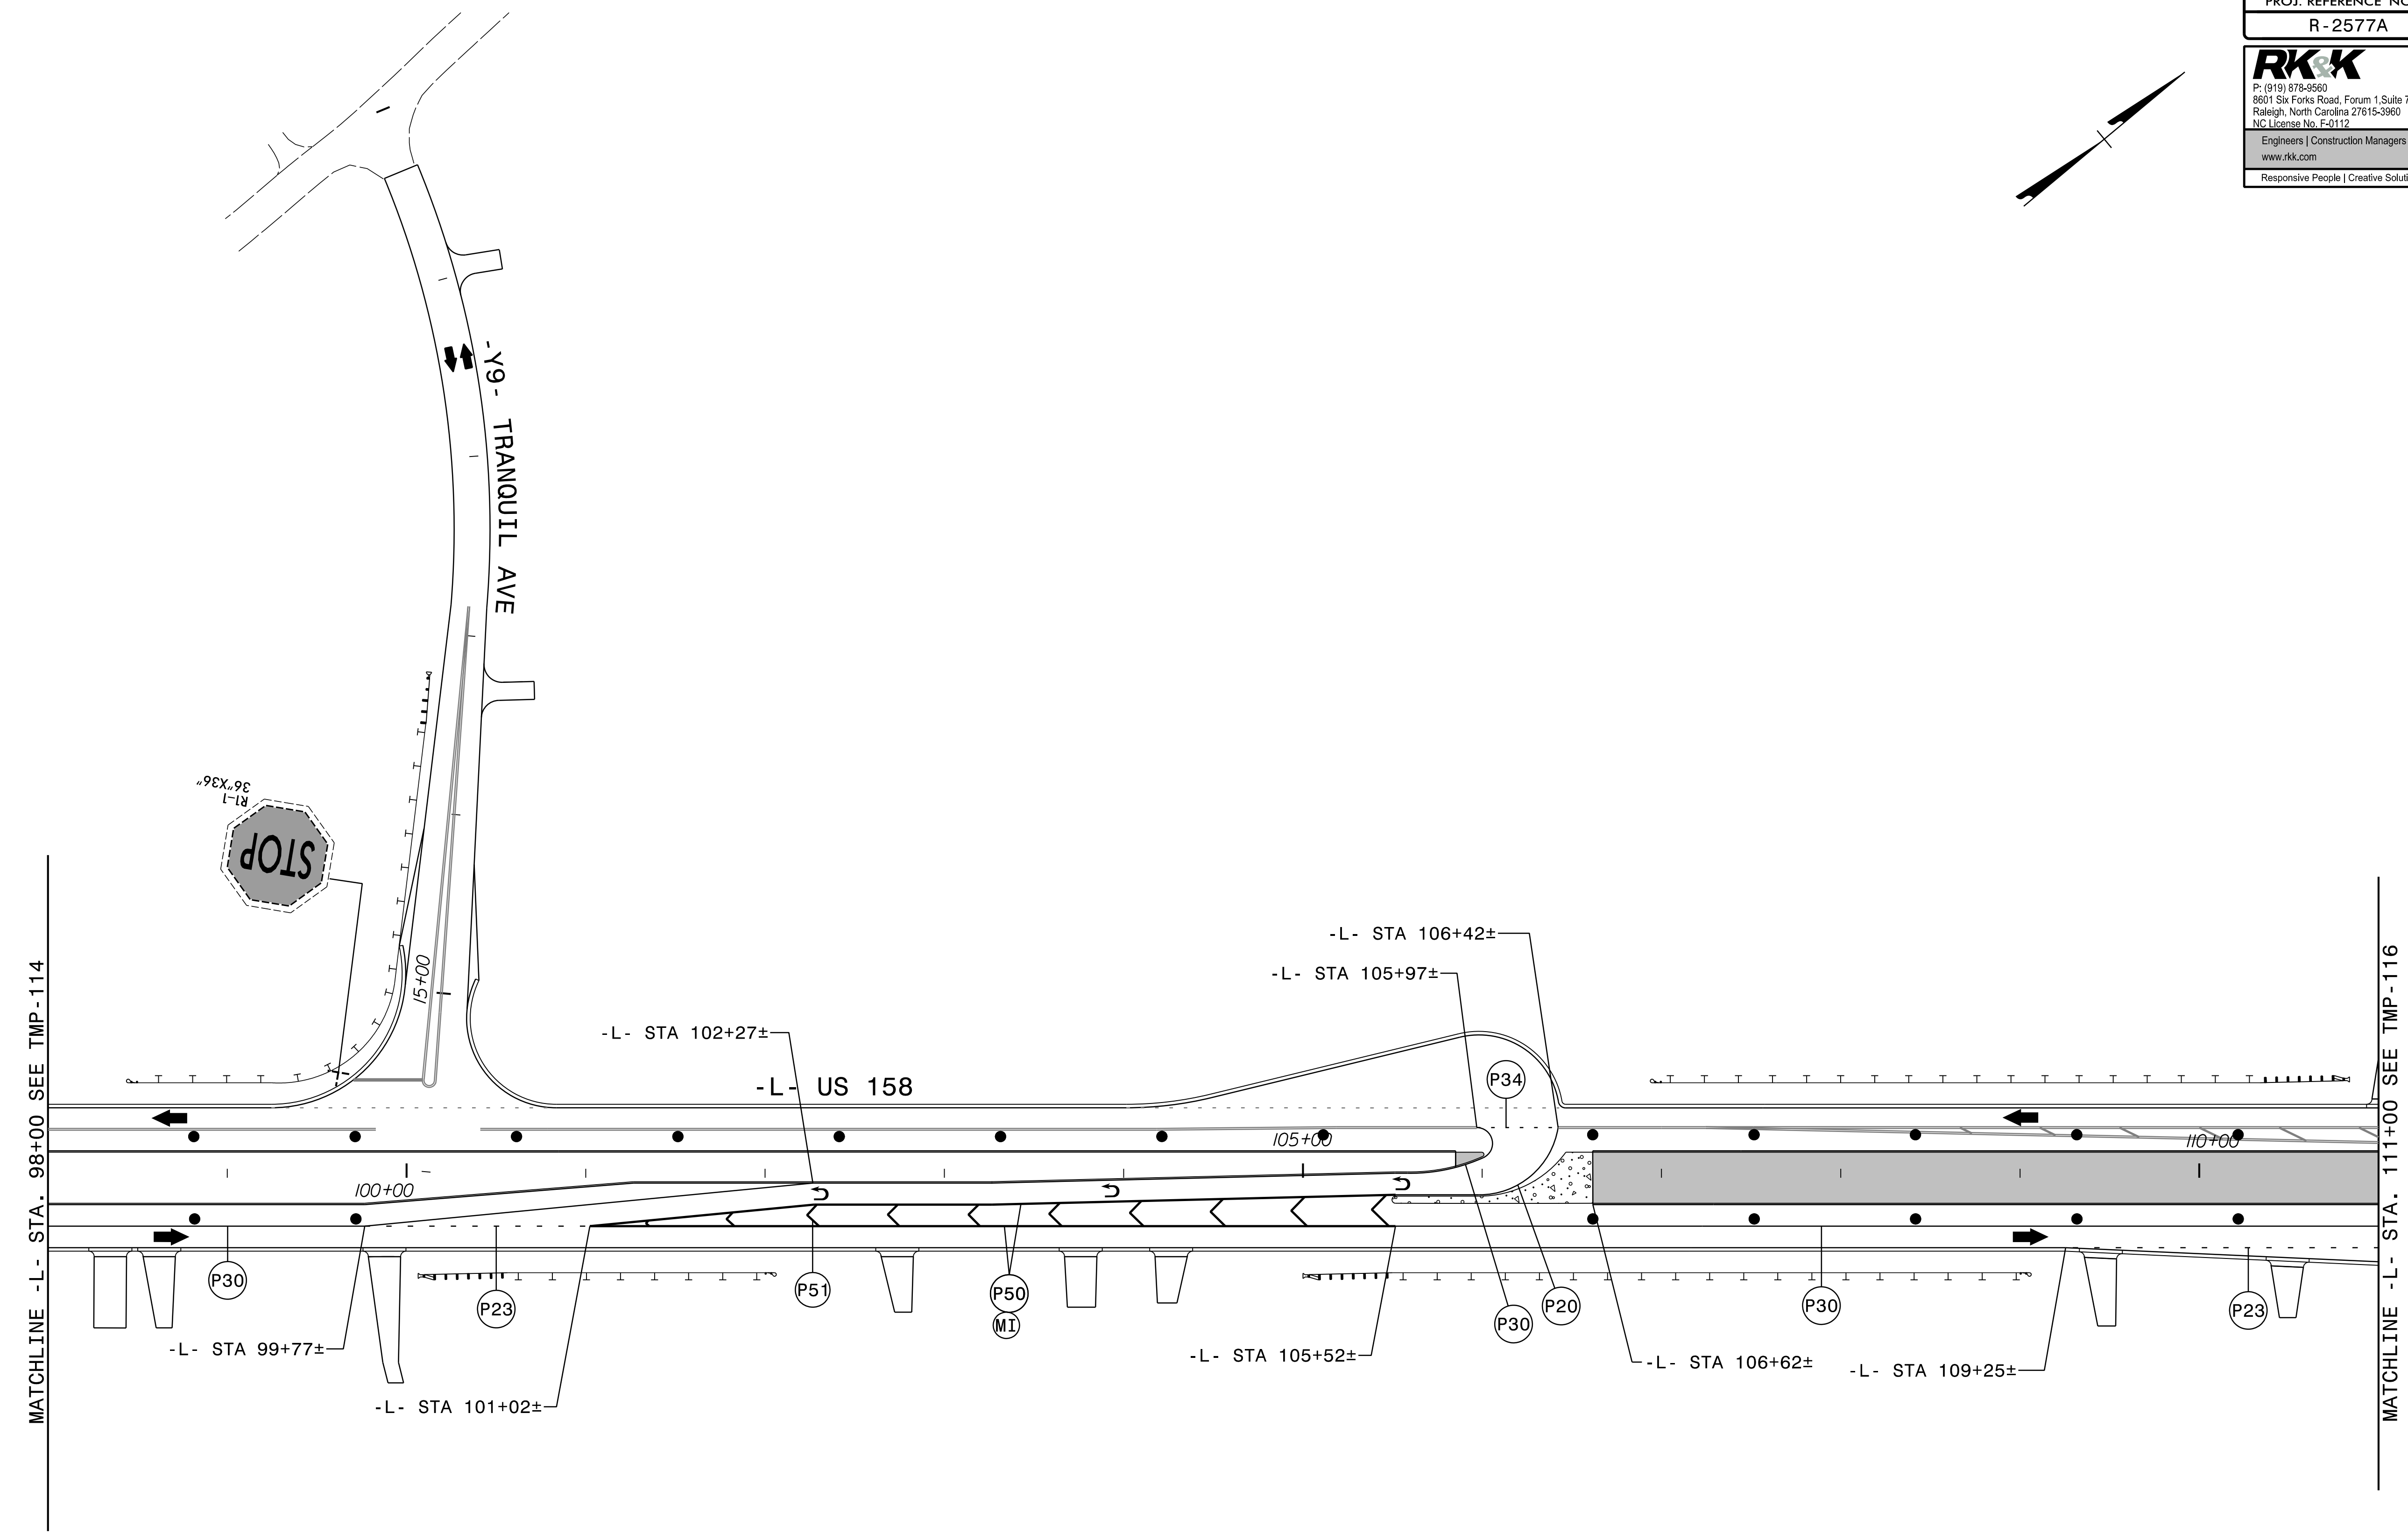 PROJ. REFERENCE NO
R-2577A
RK&K
P: (919) 878-9560
8601 Six Forks Road, Forum 1,Suite 7
Raleigh, North Carolina 27615-3960
NC License No. F-0112
Engineers | Construction Managers
www.rkk.com
Responsive People | Creative Soluti
-Y9- TRANQUIL AVE
R1-1
36"X36"
STOP
15+00
MATCHLINE -L- STA. 98+00 SEE TMP-114
-L- STA 106+42±
-L- STA 105+97±
-L- STA 102+27±
-L- US 158
P34
105+00
110+00
100+00
P30
P23
P51
P50
MI
P30
P20
P30
P23
-L- STA 99+77±
-L- STA 101+02±
-L- STA 105+52±
-L- STA 106+62±
-L- STA 109+25±
MATCHLINE -L- STA. 111+00 SEE TMP-116